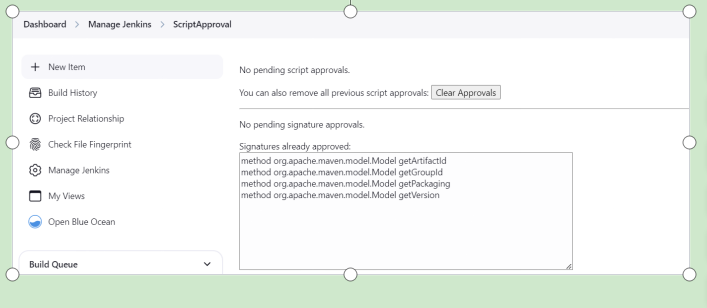 Dashboard > Manage Jenkins > ScriptApproval
+ New Item
Build History
Project Relationship
Check File Fingerprint
Manage Jenkins
My Views
Open Blue Ocean
Build Queue
No pending script approvals.
You can also remove all previous script approvals: Clear Approvals
No pending signature approvals.
Signatures already approved:
method org.apache.maven.model.Model getArtifactId
method org.apache.maven.model.Model getGroupId
method org.apache.maven.model.Model getPackaging
method org.apache.maven.model.Model getVersion